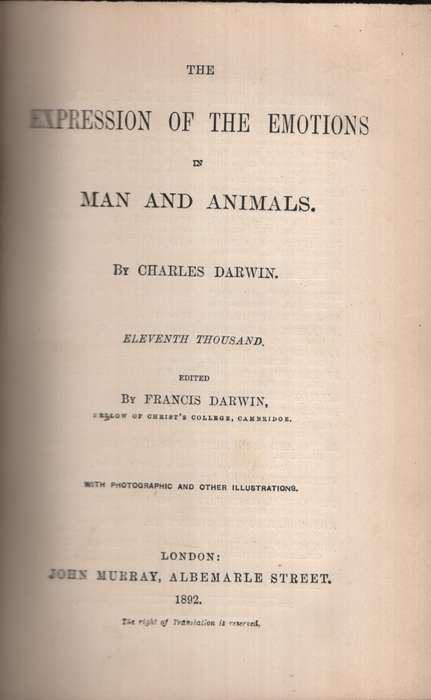 THE
EXPRESSION OF THE EMOTIONS
IN
MAN AND ANIMALS.
By CHARLES DARWIN.
ELEVENTH THOUSAND.
EDITED
By FRANCIS DARWIN,
FELLOW OF CHRIST'S COLLEGE, CAMBRIDGE.
WITH PHOTOGRAPHIC AND OTHER ILLUSTRATIONS.
LONDON:
JOHN MURRAY, ALBEMARLE STREET.
1892.
The right of Translation is reserved.